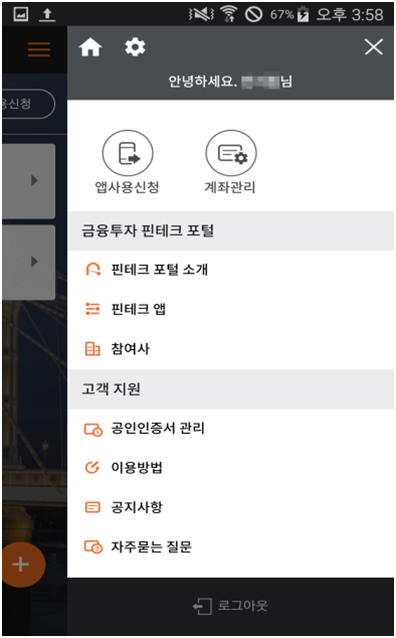 67% 오후 3:58
안녕하세요. 님
용신청
앱사용신청 계좌관리
금융투자 핀테크 포털
핀테크 포털 소개
핀테크 앱
참여사
고객 지원
공인인증서 관리
이용방법
공지사항
자주묻는 질문
로그아웃